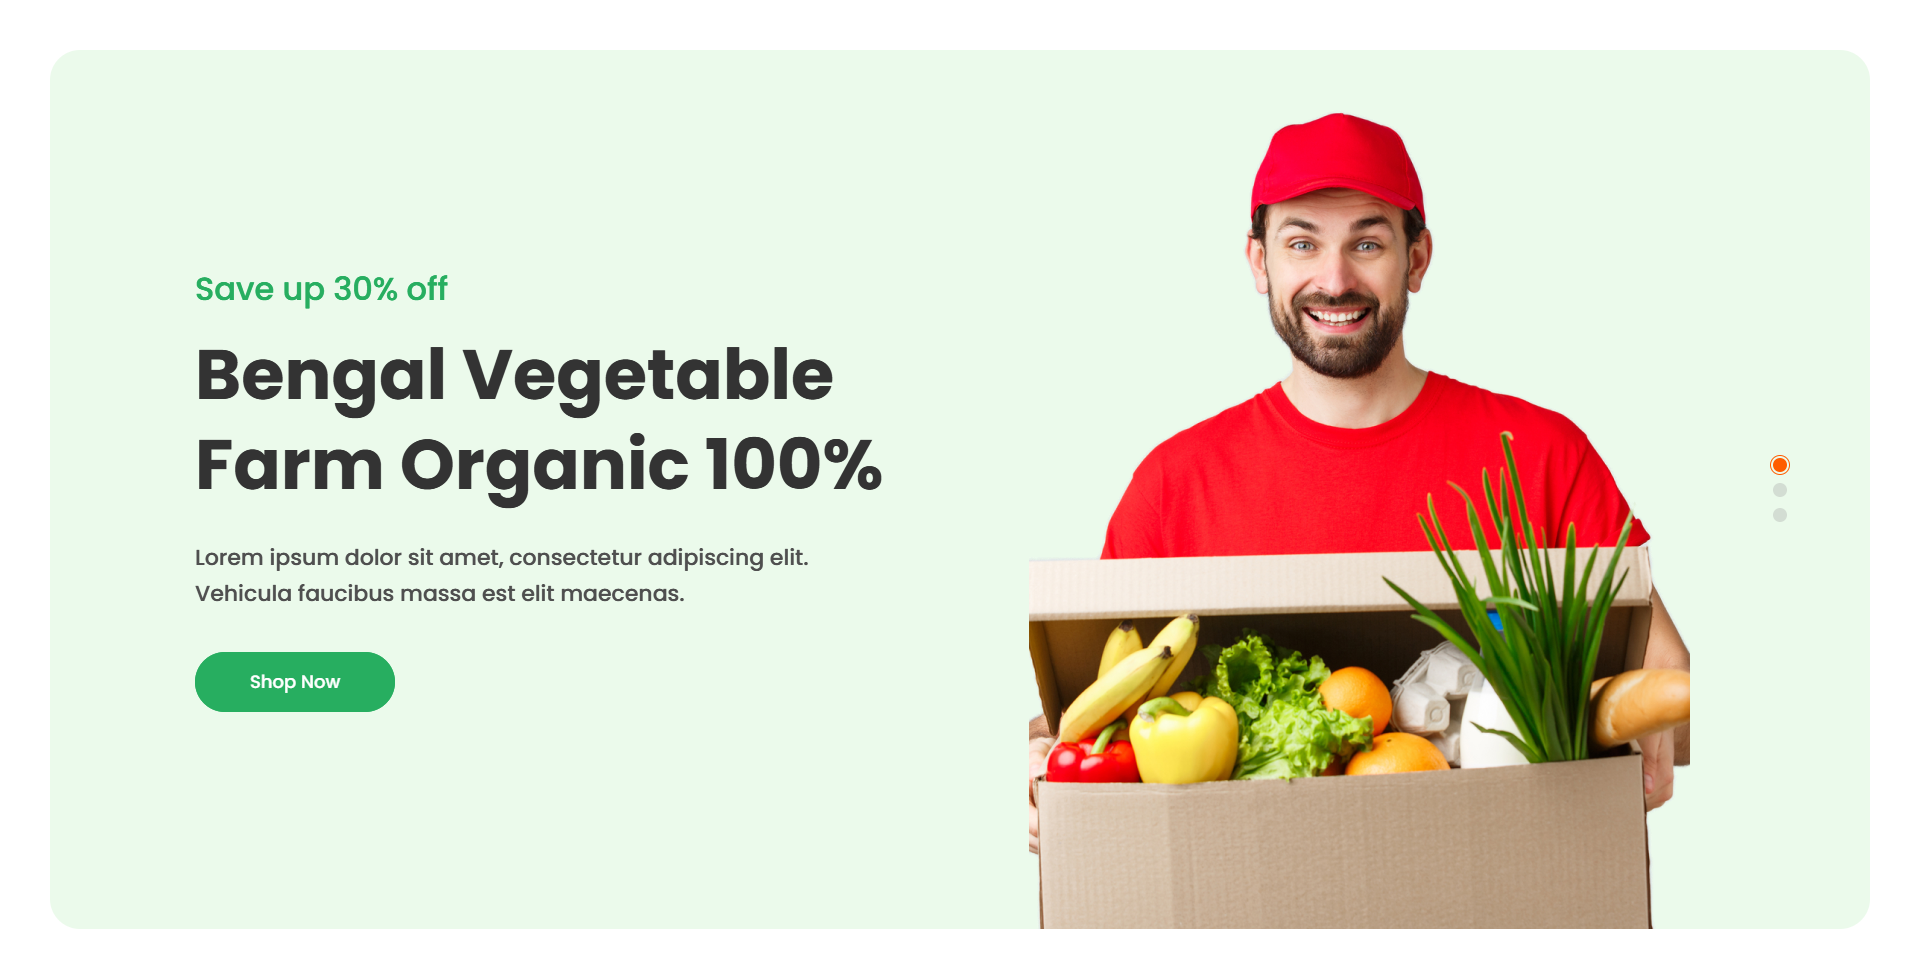 Save up 30% off
Bengal Vegetable
Farm Organic 100%
Lorem ipsum dolor sit amet, consectetur adipiscing elit.
Vehicula faucibus massa est elit maecenas.
Shop Now